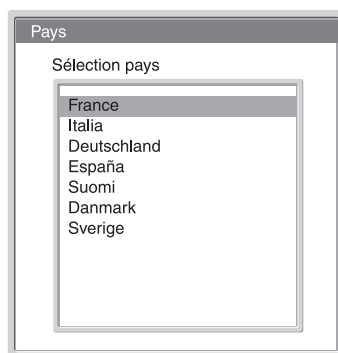 Pays
Sélection pays
France
Italia
Deutschland
España
Suomi
Danmark
Sverige